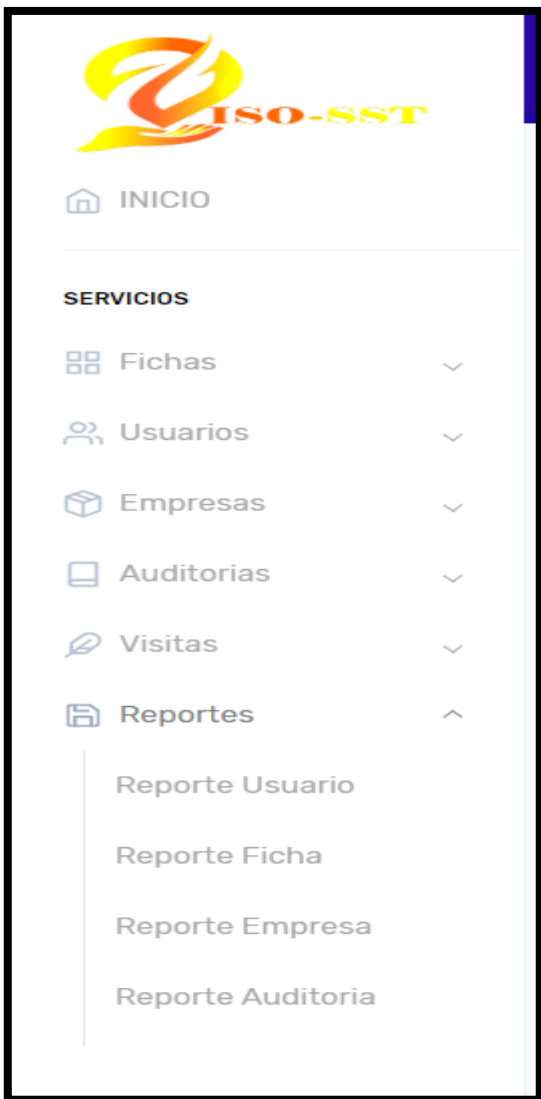 ISO-SST
INICIO
SERVICIOS
Fichas
Usuarios
Empresas
Auditorias
Visitas
Reportes
Reporte Usuario
Reporte Ficha
Reporte Empresa
Reporte Auditoria